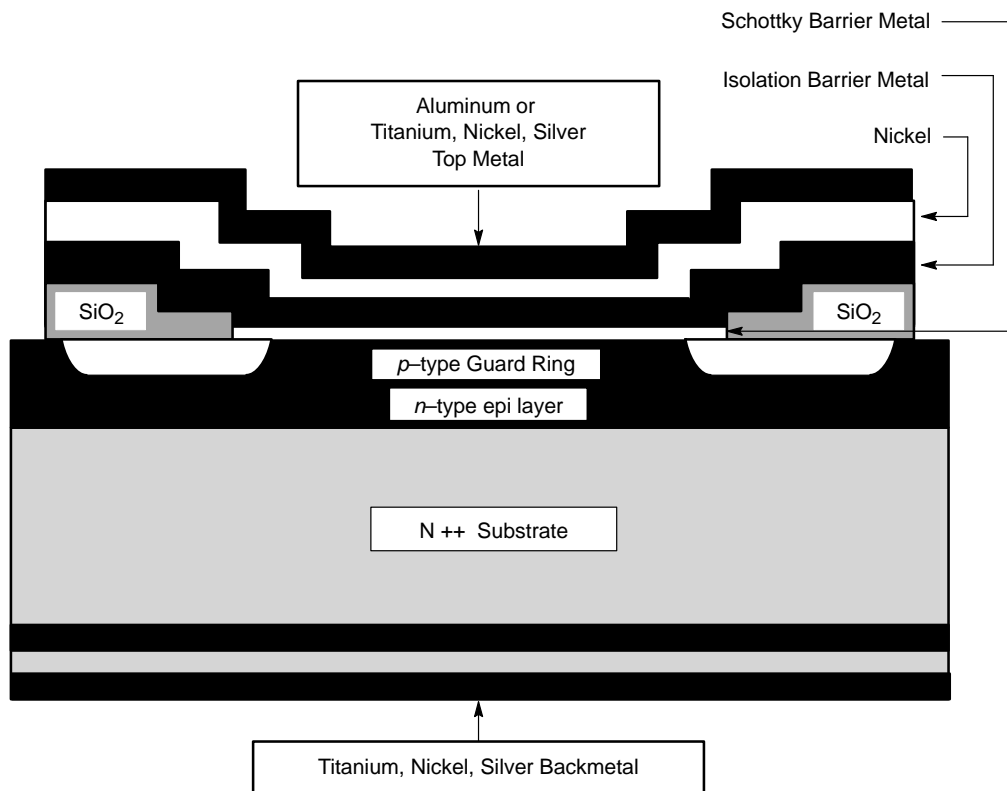 Schottky Barrier Metal
Isolation Barrier Metal
Aluminum or
Titanium, Nickel, Silver
Top Metal
Nickel
SiO2
SiO2
p–type Guard Ring
n–type epi layer
N ++ Substrate
Titanium, Nickel, Silver Backmetal